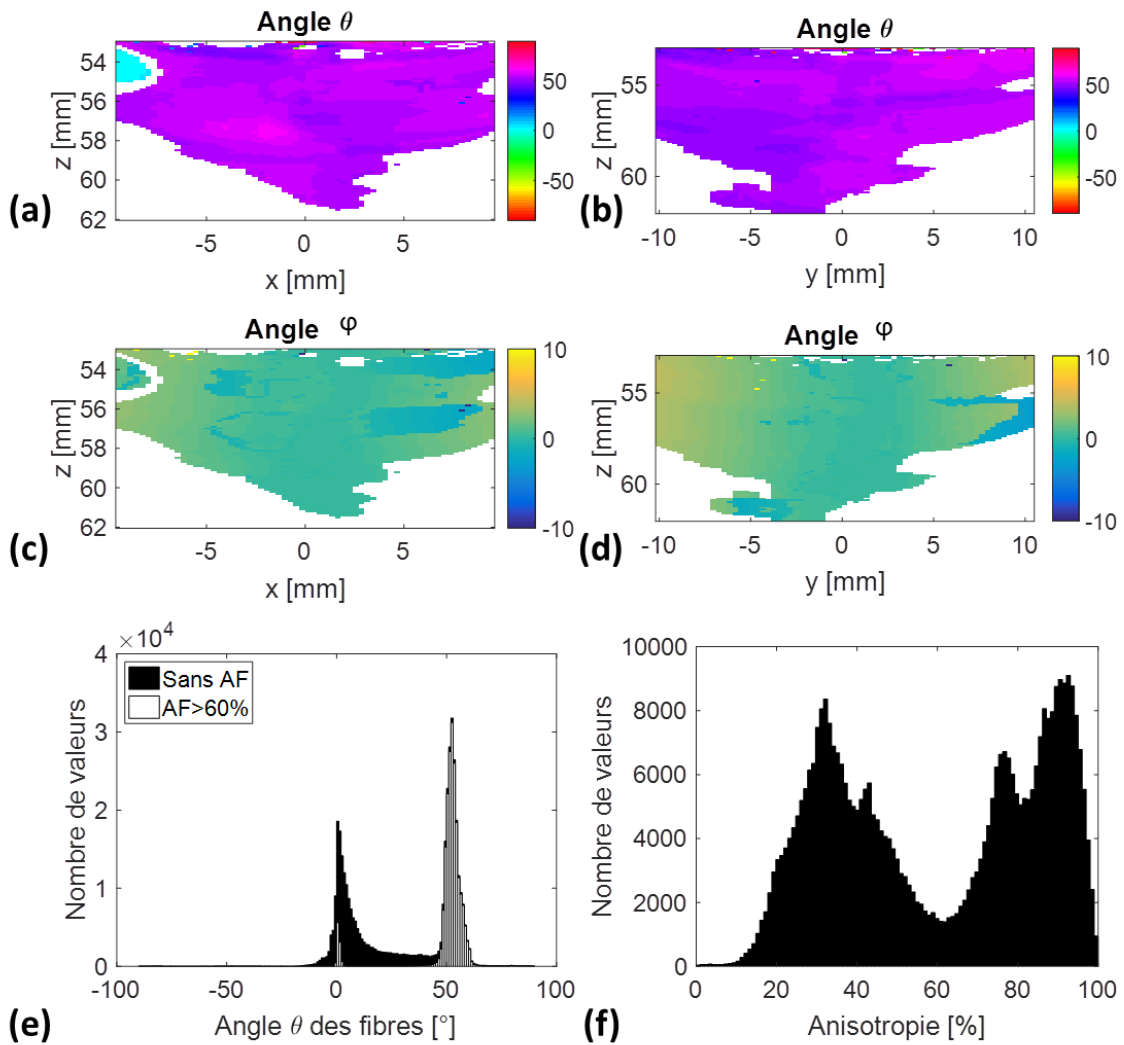 Angle θ
54
56
58
60
62
z [mm]
-5
0
5
x [mm]
50
0
-50
(a)
Angle θ
55
60
z [mm]
-10
-5
0
5
10
y [mm]
50
0
-50
(b)
Angle φ
54
56
58
60
62
z [mm]
-5
0
5
x [mm]
10
0
-10
(c)
Angle φ
55
60
z [mm]
-10
-5
0
5
10
y [mm]
10
0
-10
(d)
×10⁴
4
3
2
1
0
Nombre de valeurs
Sans AF
AF>60%
-100
-50
0
50
100
Angle θ des fibres [°]
(e)
10000
8000
6000
4000
2000
0
Nombre de valeurs
0
20
40
60
80
100
Anisotropie [%]
(f)